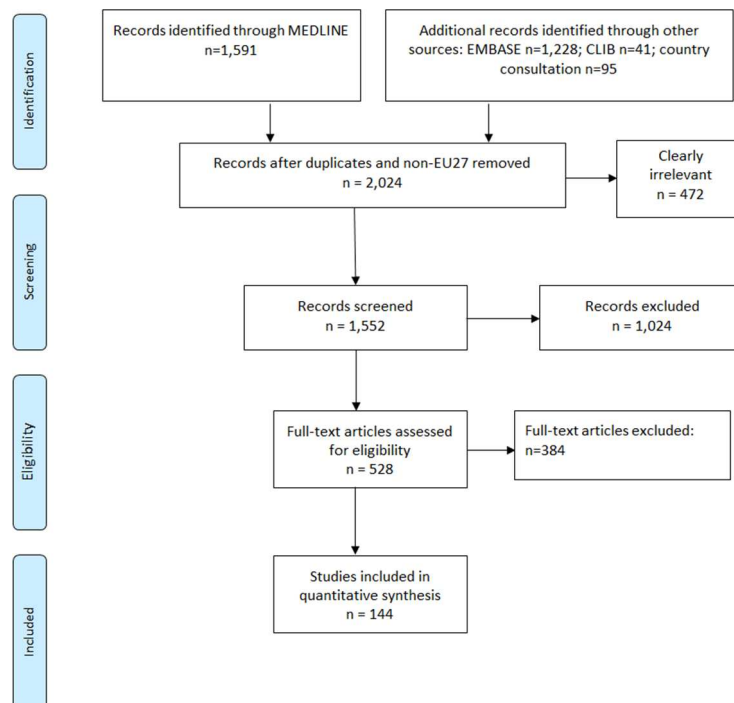 Records identified through MEDLINE
n=1,591
Additional records identified through other
sources: EMBASE n=1,228; CLIB n=41; country
consultation n=95
Identification
Records after duplicates and non-EU27 removed
n = 2,024
Clearly
irrelevant
n = 472
Screening
Records screened
n = 1,552
Records excluded
n = 1,024
Eligibility
Full-text articles assessed
for eligibility
n = 528
Full-text articles excluded:
n=384
Included
Studies included in
quantitative synthesis
n = 144